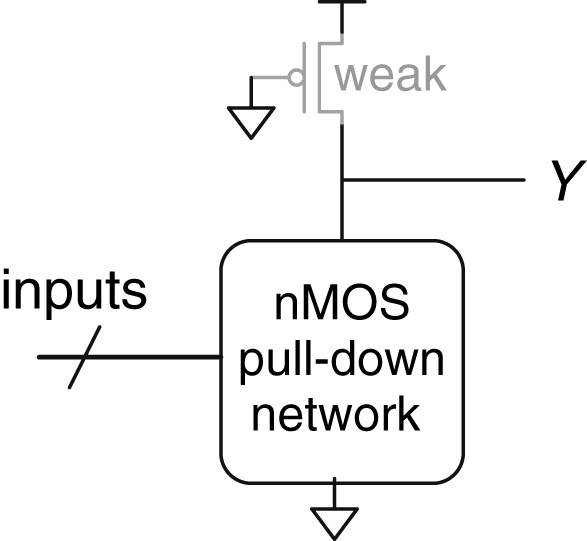 weak
Y
inputs
nMOS
pull-down
network